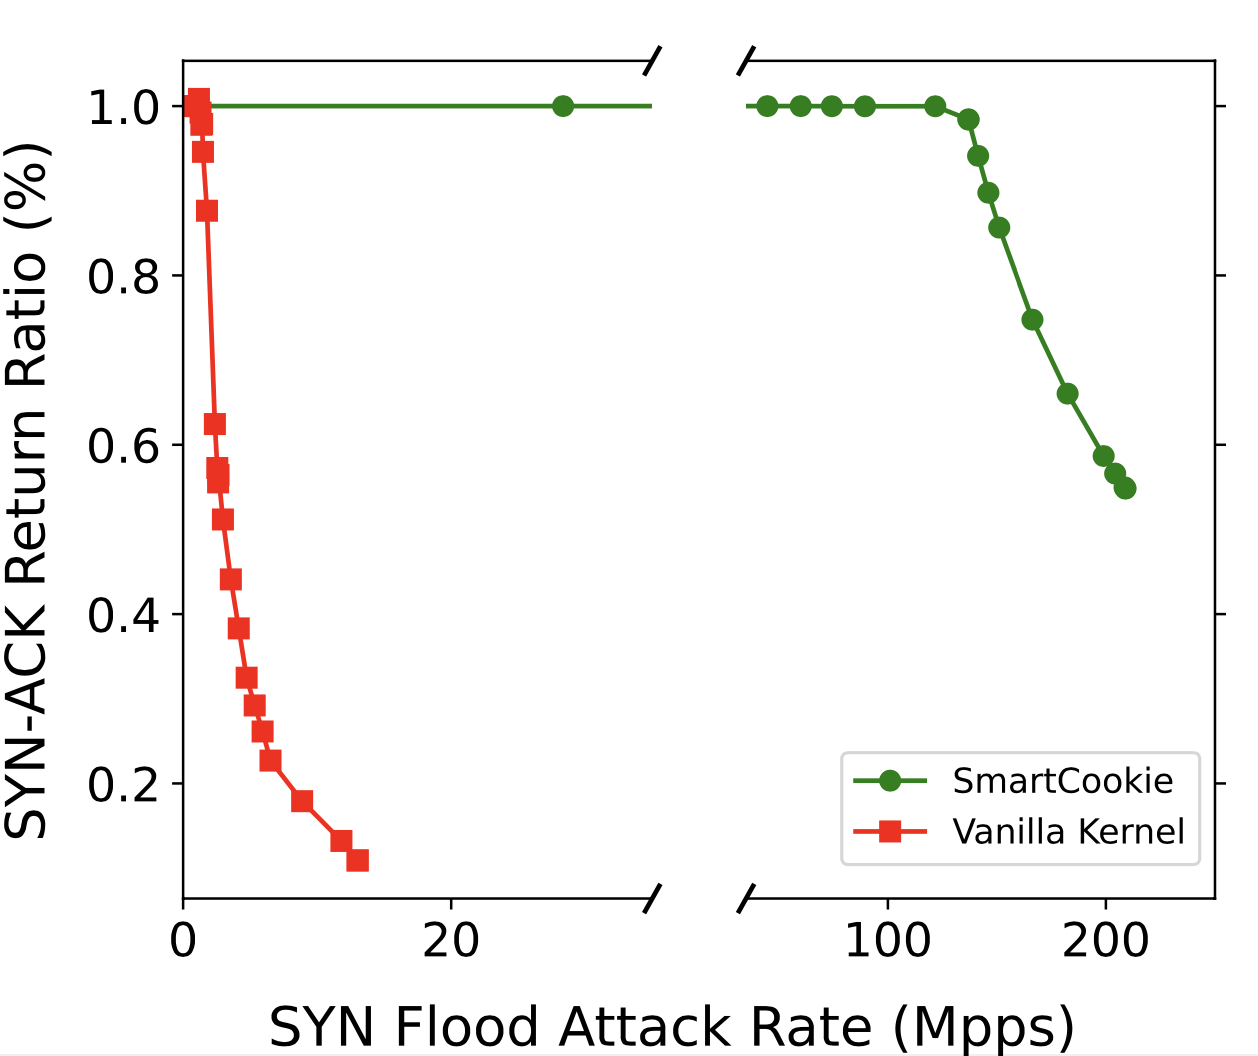 SYN-ACK Return Ratio (%)
1.0
0.8
0.6
0.4
0.2
SmartCookie
Vanilla Kernel
0 20 100 200
SYN Flood Attack Rate (Mpps)